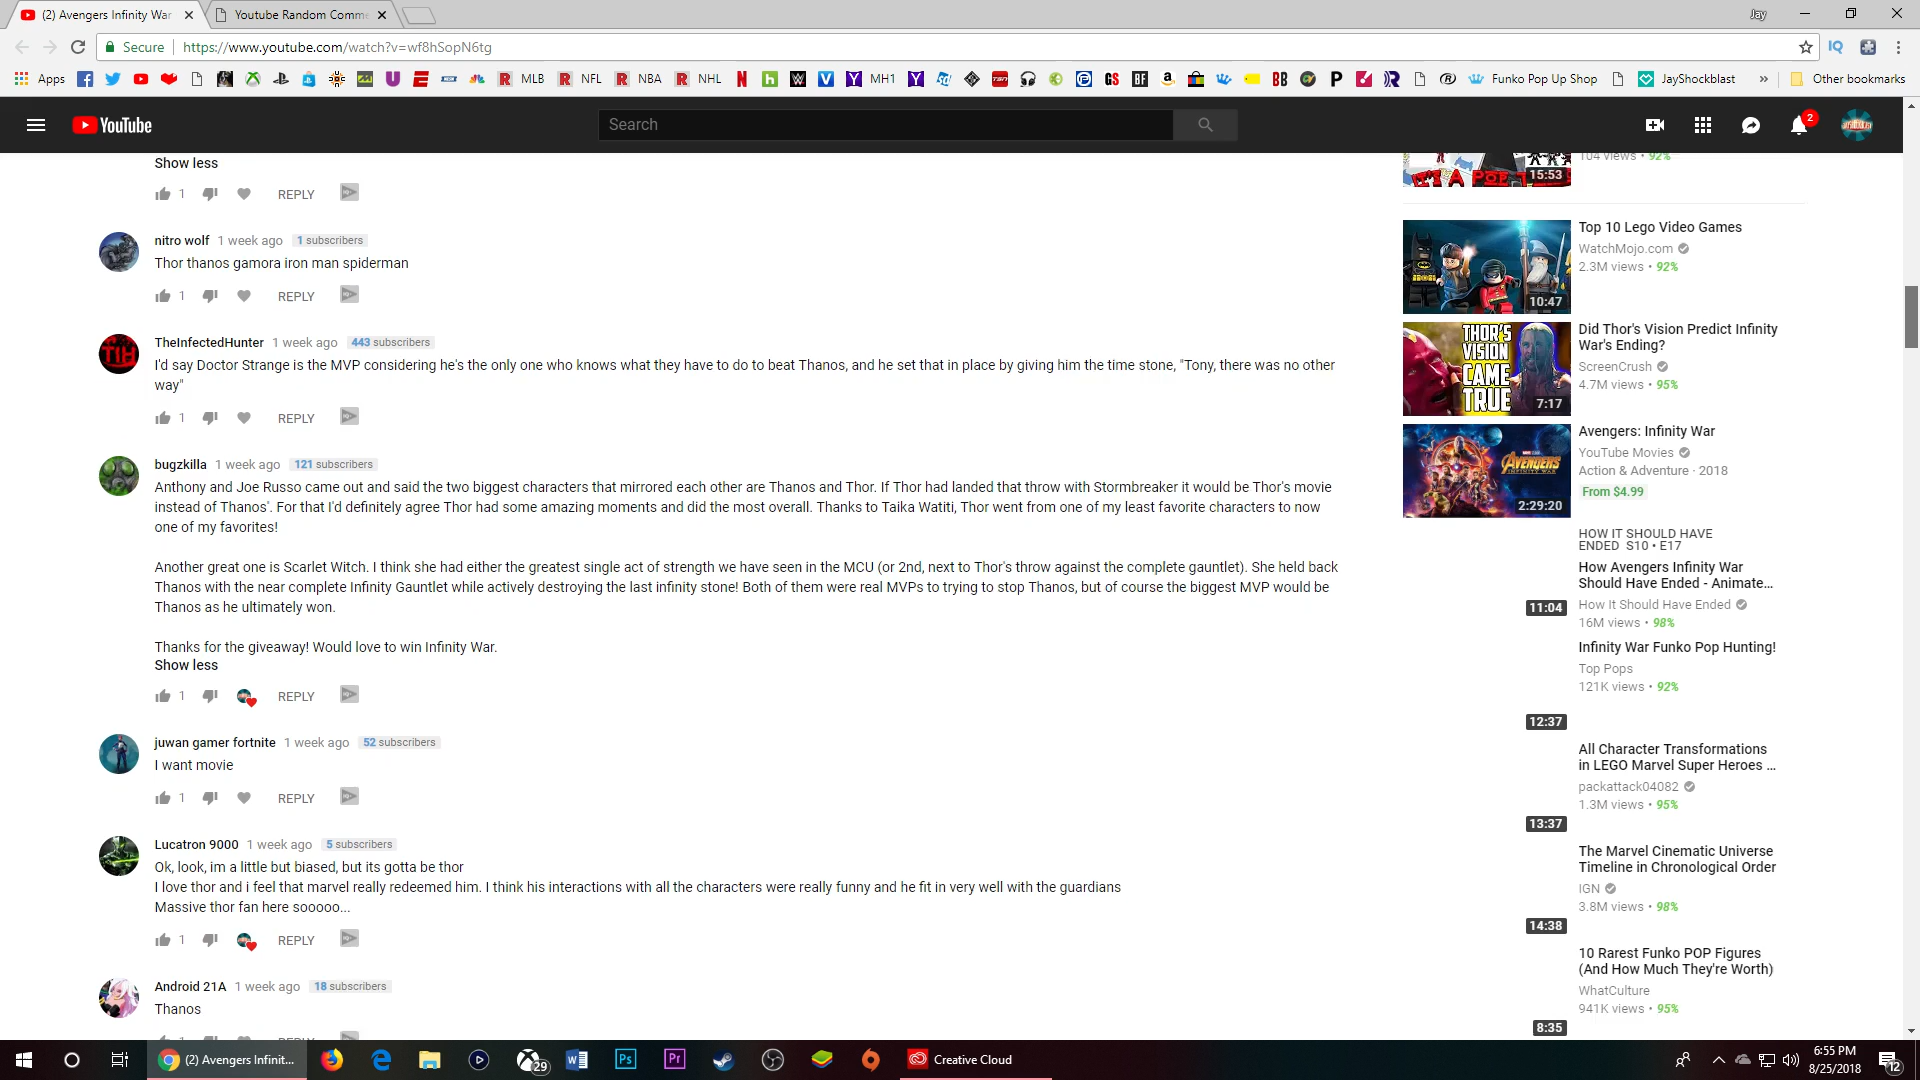 (2) Avengers Infinity War
Youtube Random Comme
Jay
Secure
https://www.youtube.com/watch?v=wf8hSopN6tg
Apps
MLB
NFL
NBA
NHL
MH1
Funko Pop Up Shop
JayShockblast
Other bookmarks
YouTube
Search
2
Show less
1
REPLY
nitro wolf 1 week ago 1 subscribers
Thor thanos gamora iron man spiderman
1
REPLY
TheInfectedHunter 1 week ago 443 subscribers
I'd say Doctor Strange is the MVP considering he's the only one who knows what they have to do to beat Thanos, and he set that in place by giving him the time stone, "Tony, there was no other
way"
1
REPLY
bugzkilla 1 week ago 121 subscribers
Anthony and Joe Russo came out and said the two biggest characters that mirrored each other are Thanos and Thor. If Thor had landed that throw with Stormbreaker it would be Thor's movie
instead of Thanos'. For that I'd definitely agree Thor had some amazing moments and did the most overall. Thanks to Taika Watiti, Thor went from one of my least favorite characters to now
one of my favorites!
Another great one is Scarlet Witch. I think she had either the greatest single act of strength we have seen in the MCU (or 2nd, next to Thor's throw against the complete gauntlet). She held back
Thanos with the near complete Infinity Gauntlet while actively destroying the last infinity stone! Both of them were real MVPs to trying to stop Thanos, but of course the biggest MVP would be
Thanos as he ultimately won.
Thanks for the giveaway! Would love to win Infinity War.
Show less
1
REPLY
juwan gamer fortnite 1 week ago 52 subscribers
I want movie
1
REPLY
Lucatron 9000 1 week ago 5 subscribers
Ok, look, im a little but biased, but its gotta be thor
I love thor and i feel that marvel really redeemed him. I think his interactions with all the characters were really funny and he fit in very well with the guardians
Massive thor fan here sooooo...
1
REPLY
Android 21A 1 week ago 18 subscribers
Thanos
1
REPLY
104 views • 92%
15:53
Top 10 Lego Video Games
WatchMojo.com
2.3M views • 92%
10:47
THOR'S
VISION
CAME
TRUE
7:17
Did Thor's Vision Predict Infinity
War's Ending?
ScreenCrush
4.7M views • 95%
AVENGERS
INFINITY WAR
2:29:20
Avengers: Infinity War
YouTube Movies
Action & Adventure · 2018
From $4.99
HOW IT SHOULD HAVE
ENDED S10 • E17
How Avengers Infinity War
Should Have Ended - Animate...
How It Should Have Ended
16M views • 98%
11:04
Infinity War Funko Pop Hunting!
Top Pops
121K views • 92%
12:37
All Character Transformations
in LEGO Marvel Super Heroes ...
packattack04082
1.3M views • 95%
13:37
The Marvel Cinematic Universe
Timeline in Chronological Order
IGN
3.8M views • 98%
14:38
10 Rarest Funko POP Figures
(And How Much They're Worth)
WhatCulture
941K views • 95%
8:35
(2) Avengers Infinit...
29
Ps
Pr
Creative Cloud
6:55 PM
8/25/2018
12